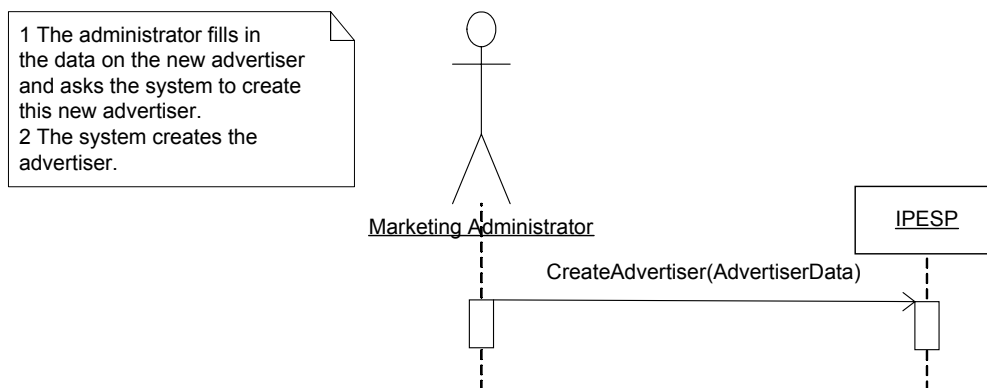 1 The administrator fills in
the data on the new advertiser
and asks the system to create
this new advertiser.
2 The system creates the
advertiser.
Marketing Administrator
IPESP
CreateAdvertiser(AdvertiserData)